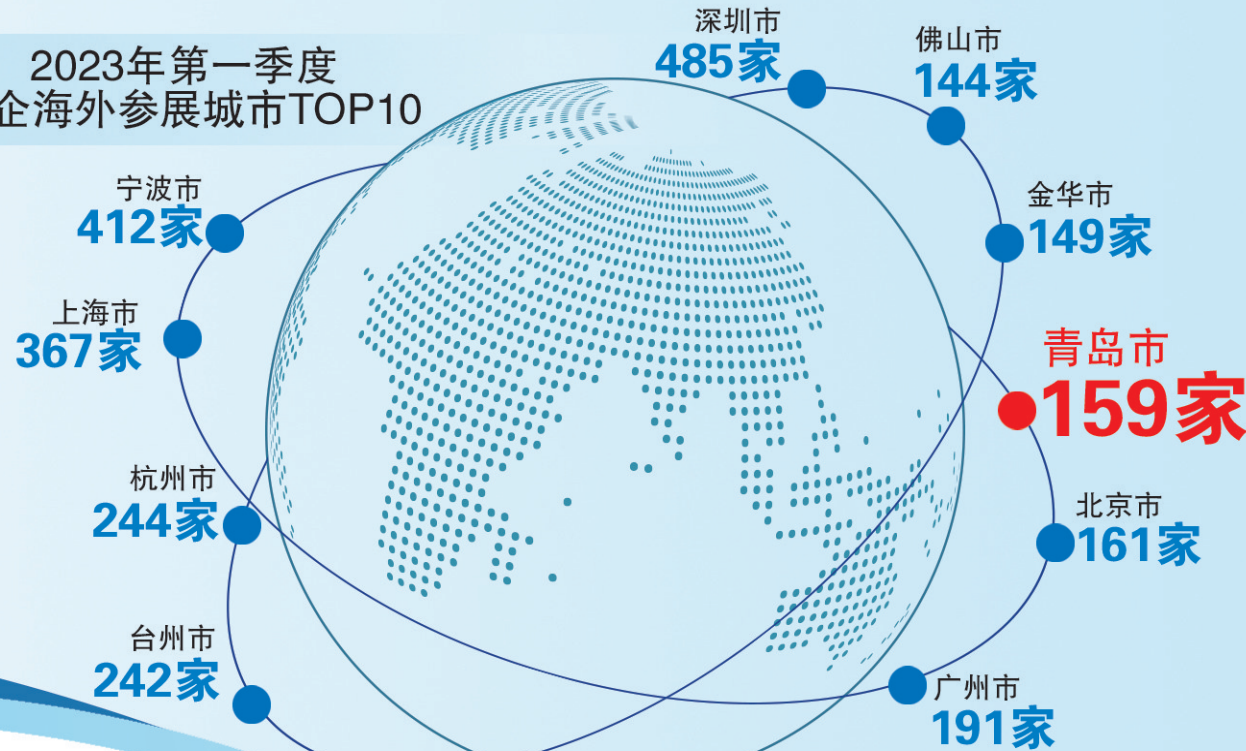 2023年第一季度
企海外参展城市TOP10
深圳市
485家
佛山市
144家
宁波市
412家
金华市
149家
上海市
367家
青岛市
159家
杭州市
244家
北京市
161家
台州市
242家
广州市
191家